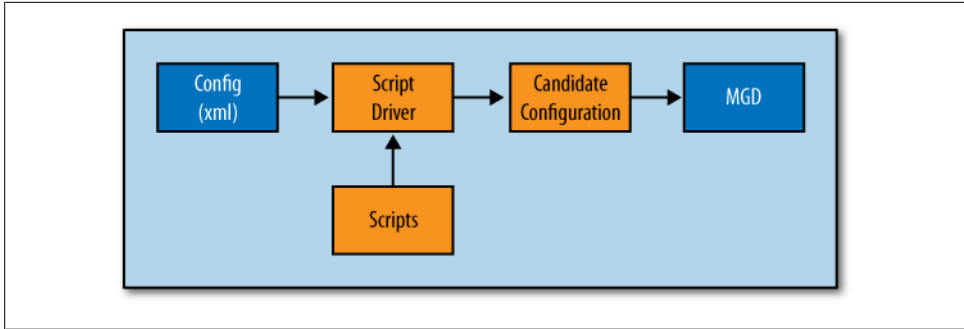 Config
(xml)
Script
Driver
Candidate
Configuration
MGD
Scripts